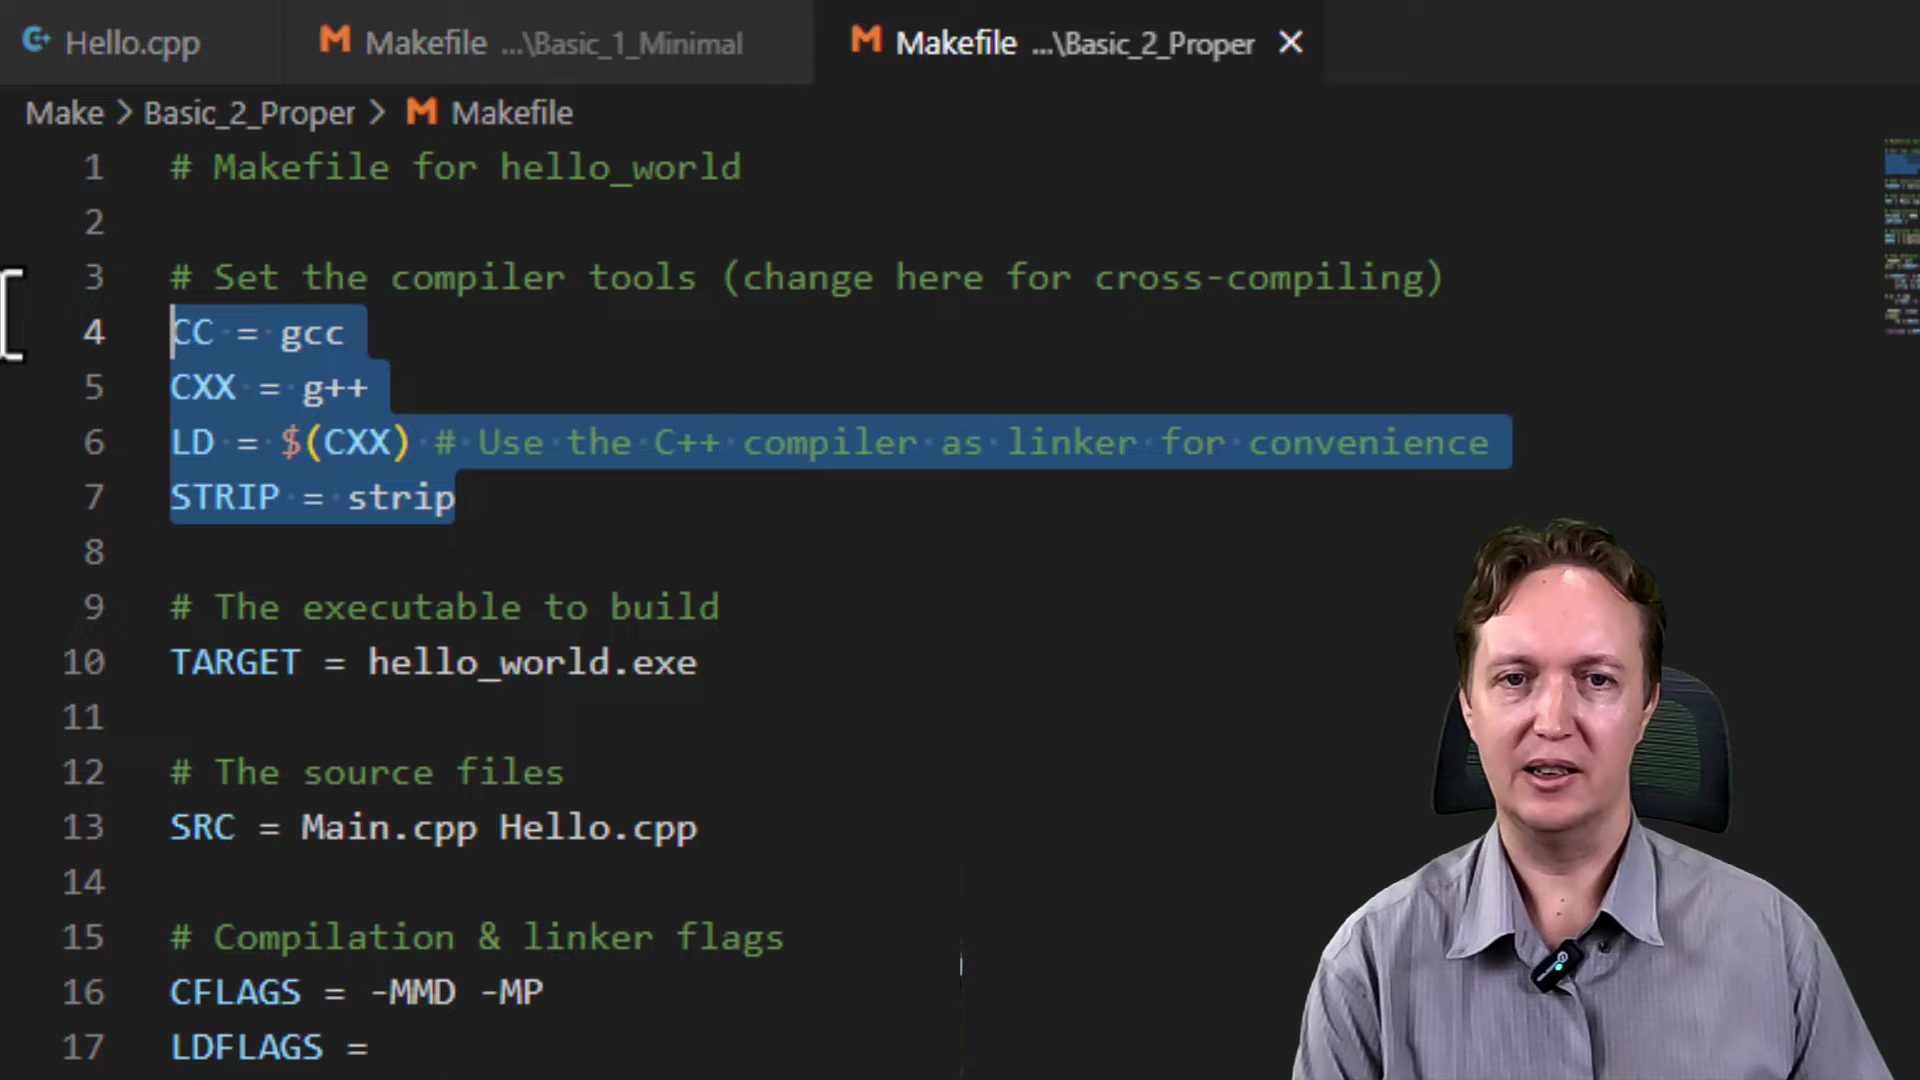 Hello.cpp
M Makefile ...\Basic_1_Minimal
M Makefile ...\Basic_2_Proper ×
Make > Basic_2_Proper > M Makefile
1 # Makefile for hello_world
2
3 # Set the compiler tools (change here for cross-compiling)
4 CC = gcc
5 CXX = g++
6 LD = $(CXX) # Use the C++ compiler as linker for convenience
7 STRIP = strip
8
9 # The executable to build
10 TARGET = hello_world.exe
11
12 # The source files
13 SRC = Main.cpp Hello.cpp
14
15 # Compilation & linker flags
16 CFLAGS = -MMD -MP
17 LDFLAGS =